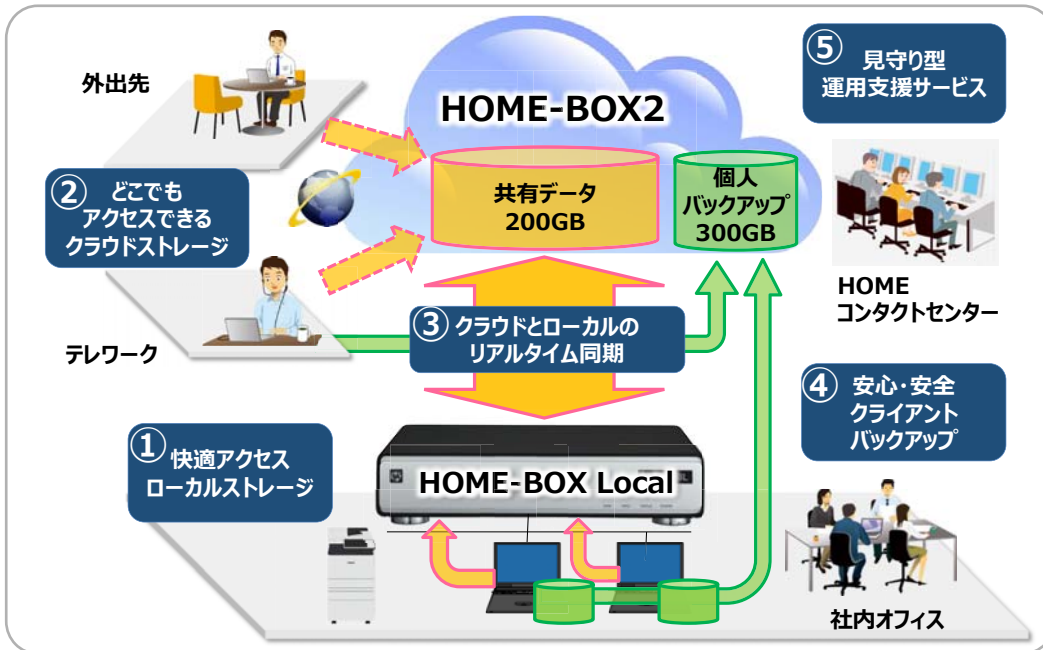 外出先
HOME-BOX2
⑤
見守り型
運用支援サービス
共有データ
200GB
個人
バックアップ
300GB
②
どこでも
アクセスできる
クラウドストレージ
HOME
コンタクトセンター
テレワーク
③
クラウドとローカルの
リアルタイム同期
④
安心・安全
クライアント
バックアップ
①
快適アクセス
ローカルストレージ
HOME-BOX Local
社内オフィス